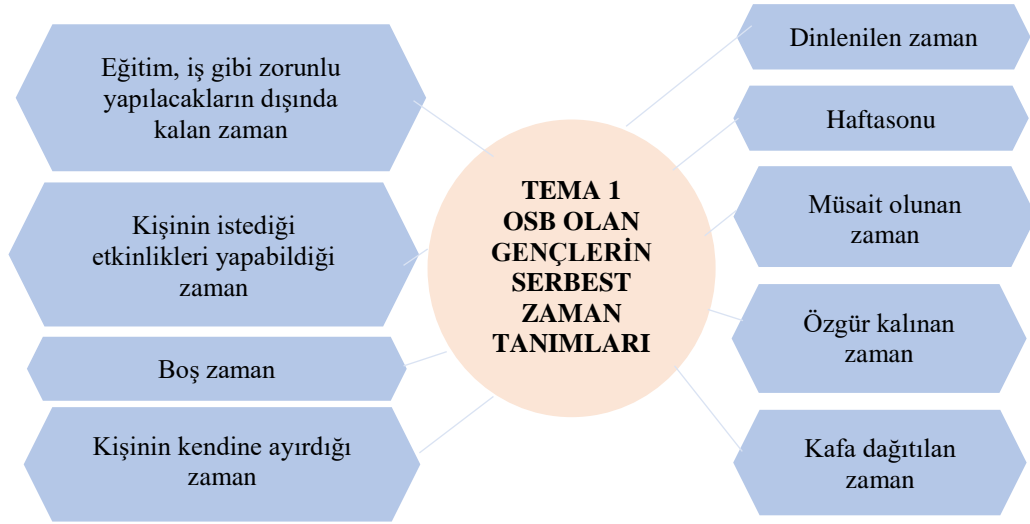 Eğitim, iş gibi zorunlu
yapılacakların dışında
kalan zaman
Kişinin istediği
etkinlikleri yapabildiği
zaman
Boş zaman
Kişinin kendine ayırdığı
zaman
TEMA 1
OSB OLAN
GENÇLERİN
SERBEST
ZAMAN
TANIMLARI
Dinlenilen zaman
Haftasonu
Müsait olunan
zaman
Özgür kalınan
zaman
Kafa dağıtılan
zaman